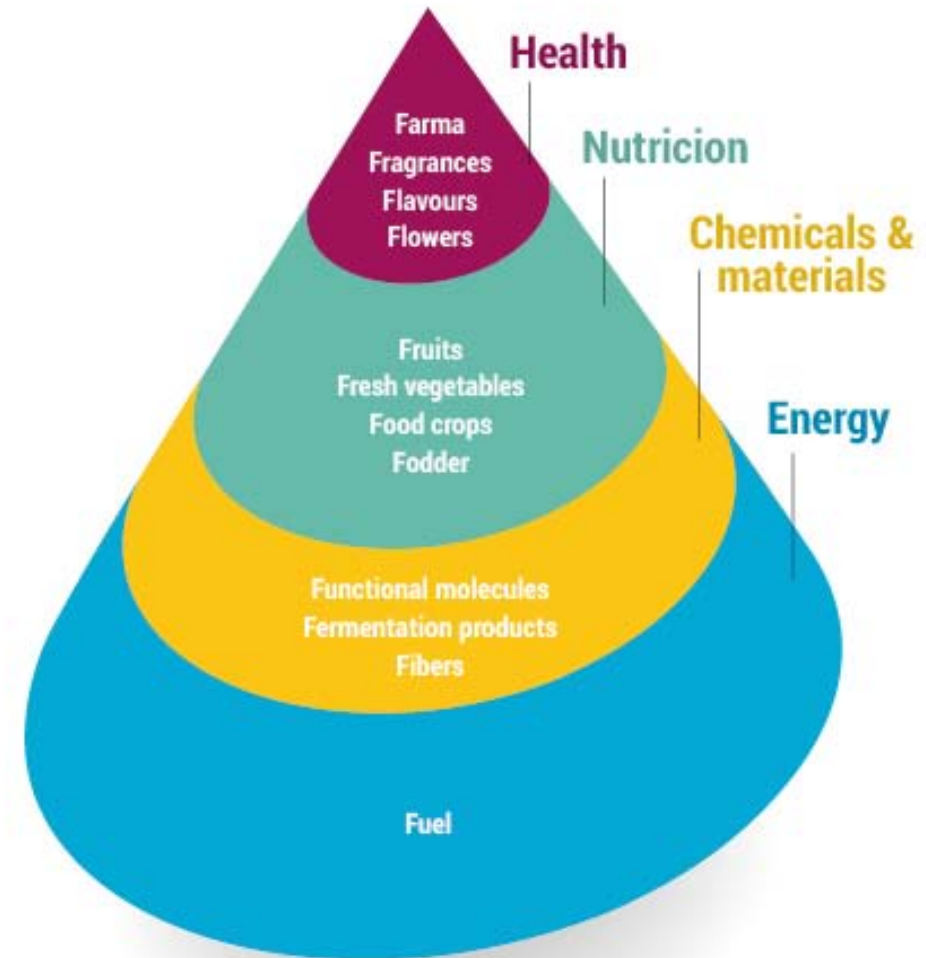 Health
Farma
Fragrances
Flavours
Flowers
Nutricion
Chemicals &
materials
Fruits
Fresh vegetables
Food crops
Fodder
Energy
Functional molecules
Fermentation products
Fibers
Fuel